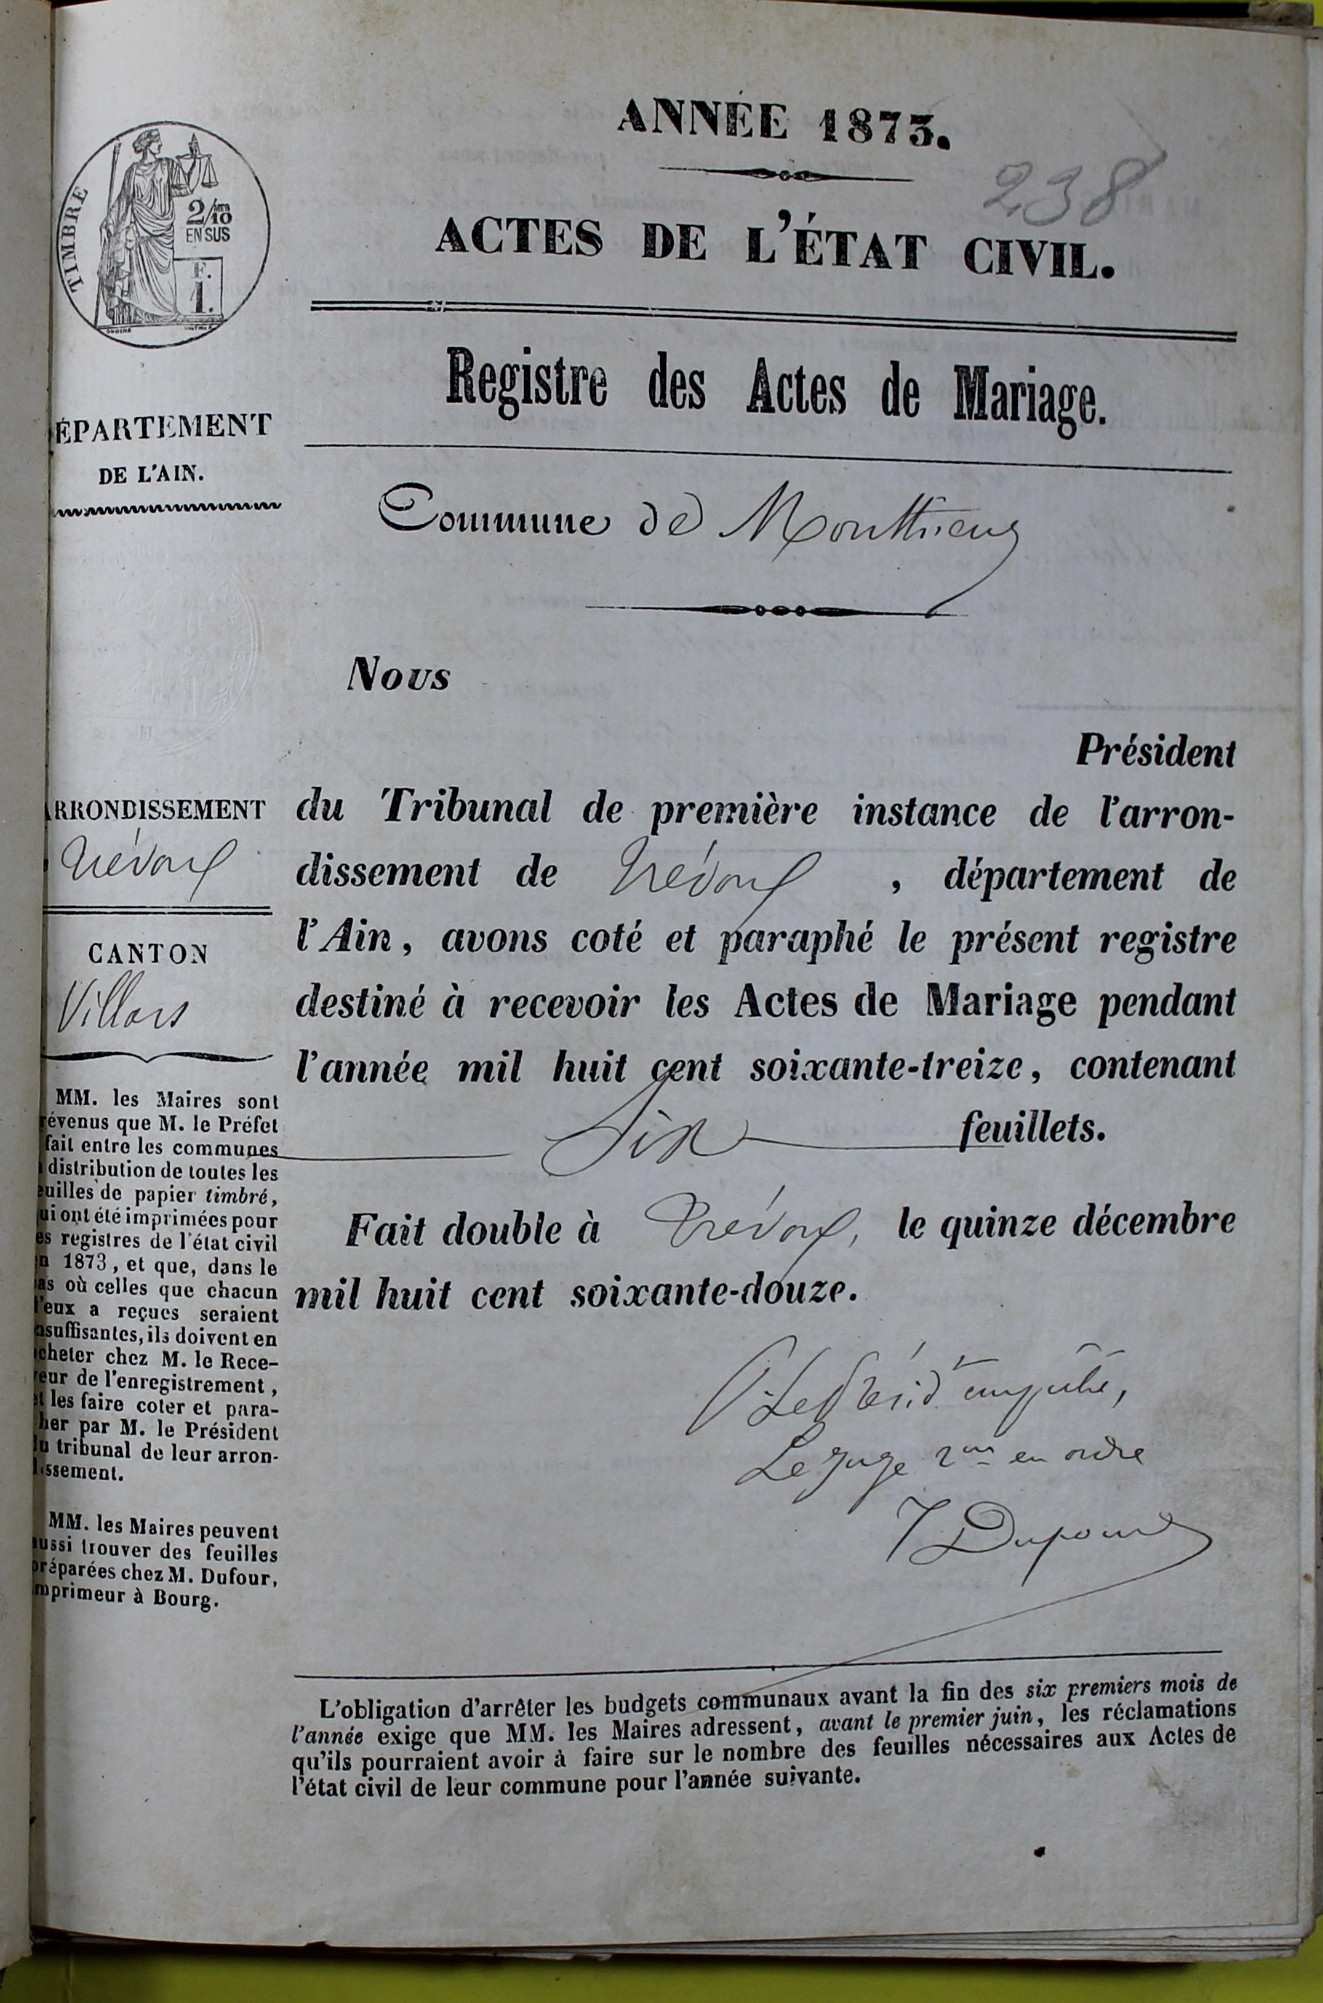 ANNÉE 1873.
238
ACTES DE L'ÉTAT CIVIL.
TIMBRE
2/10
EN SUS
F.
1.
Registre des Actes de Mariage.
ÉPARTEMENT
DE L'AIN.
Commune de Monthieux
Nous
Président
du Tribunal de première instance de l'arron-
dissement de Trévoux, département de
l'Ain, avons coté et paraphé le présent registre
destiné à recevoir les Actes de Mariage pendant
l'année mil huit cent soixante-treize, contenant
Six feuillets.
Fait double à Trévoux, le quinze décembre
mil huit cent soixante-douze.
P. le Présidt empêché,
Le Juge en ordre
Dupour
RRONDISSEMENT
Trévoux
CANTON
Villars
MM. les Maires sont
révenus que M. le Préfet
fait entre les communes
distribution de toutes les
euilles de papier timbré,
ui ont été imprimées pour
es registres de l'état civil
n 1873, et que, dans le
as où celles que chacun
'eux a reçues seraient
nsuffisantes, ils doivent en
cheter chez M. le Rece-
eur de l'enregistrement,
t les faire coter et para-
her par M. le Président
u tribunal de leur arron-
issement.
MM. les Maires peuvent
ussi trouver des feuilles
réparées chez M. Dufour,
mprimeur à Bourg.
L'obligation d'arrêter les budgets communaux avant la fin des six premiers mois de
l'année exige que MM. les Maires adressent, avant le premier juin, les réclamations
qu'ils pourraient avoir à faire sur le nombre des feuilles nécessaires aux Actes de
l'état civil de leur commune pour l'année suivante.